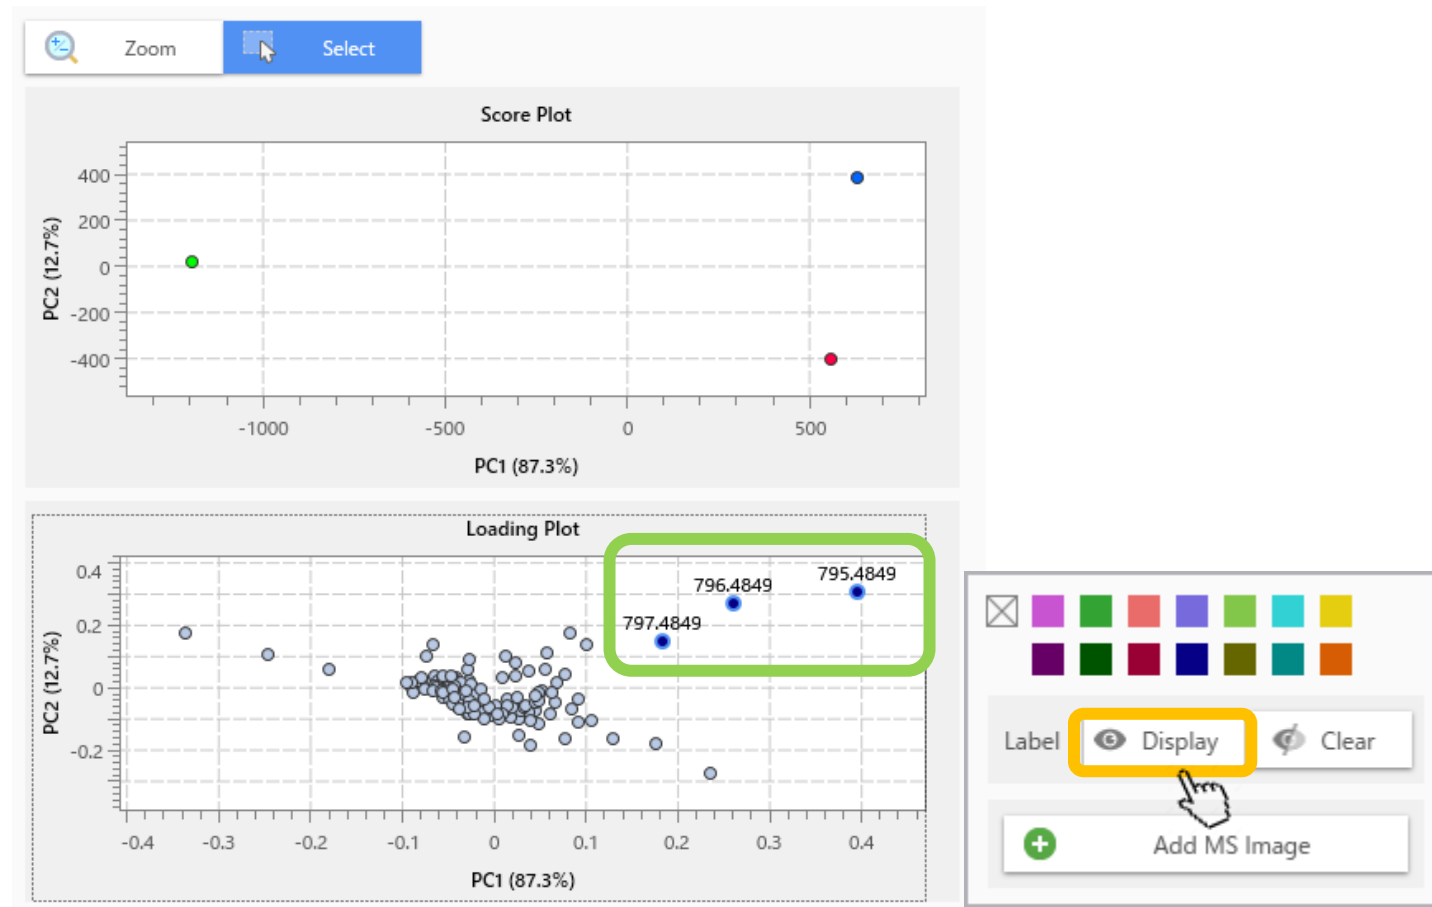 Zoom Select
Score Plot
PC2 (12.7%)
400
200
0
-200
-400
-1000 -500 0 500
PC1 (87.3%)
Loading Plot
PC2 (12.7%)
0.4
0.2
0
-0.2
795.4849
796.4849
797.4849
-0.4 -0.3 -0.2 -0.1 0 0.1 0.2 0.3 0.4
PC1 (87.3%)
Label Display Clear
Add MS Image